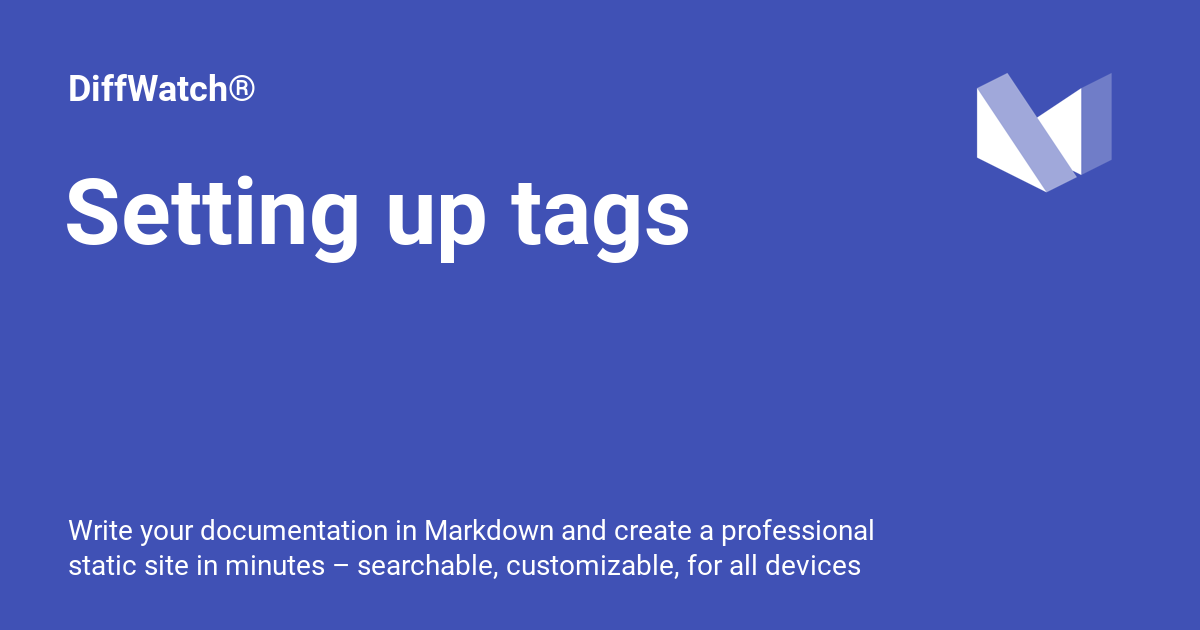 DiffWatch®
Setting up tags
Write your documentation in Markdown and create a professional
static site in minutes – searchable, customizable, for all devices